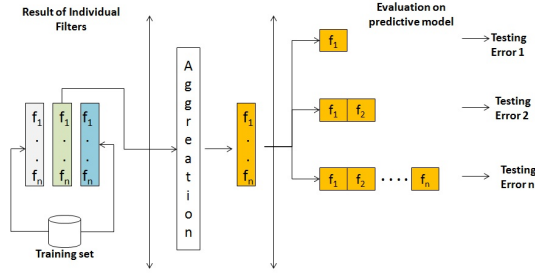 Result of Individual
Filters
Evaluation on
predictive model
f1
.
.
fn
f1
.
.
fn
f1
.
.
fn
Training set
A
g
g
r
e
a
t
i
o
n
f1
.
.
fn
f1
Testing
Error 1
f1 f2
Testing
Error 2
f1 f2 .... fn
Testing
Error n